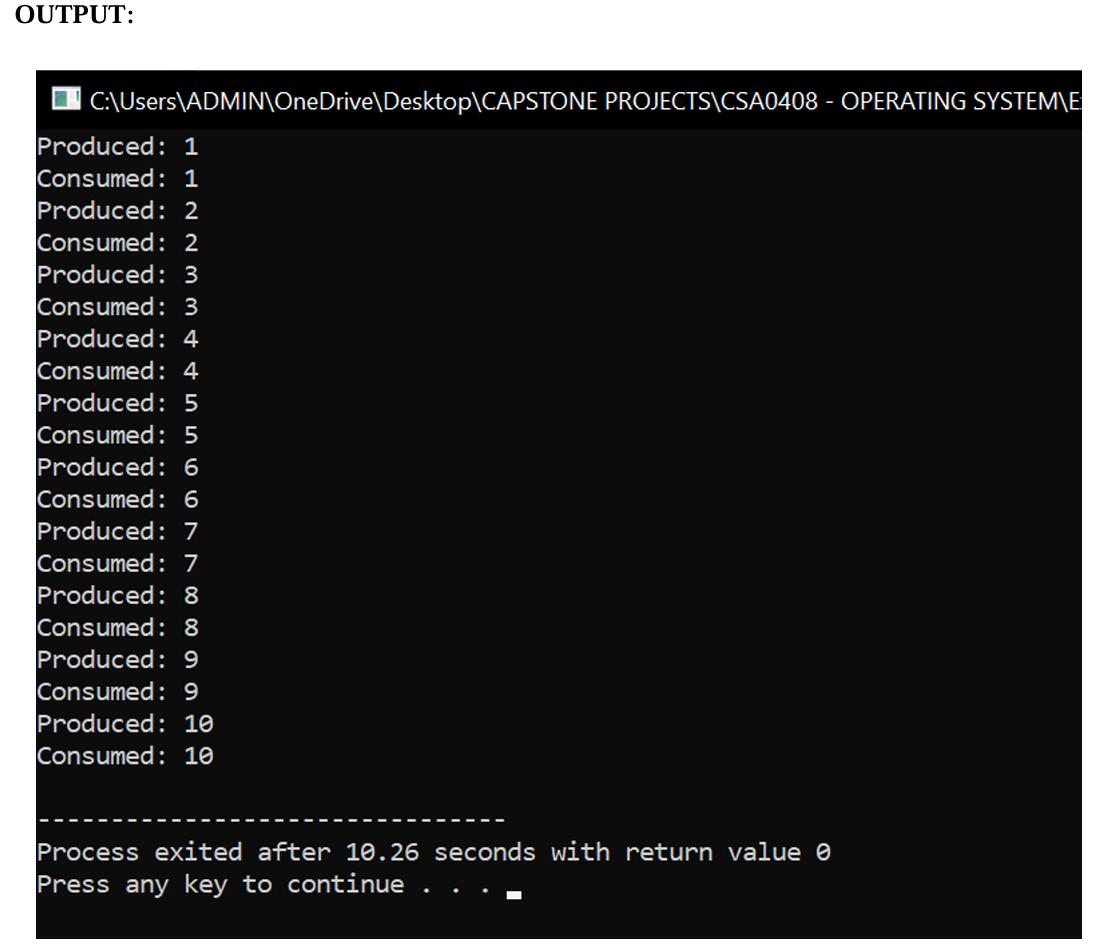 OUTPUT:
C:\Users\ADMIN\OneDrive\Desktop\CAPSTONE PROJECTS\CSA0408 - OPERATING SYSTEM\E
Produced: 1
Consumed: 1
Produced: 2
Consumed: 2
Produced: 3
Consumed: 3
Produced: 4
Consumed: 4
Produced: 5
Consumed: 5
Produced: 6
Consumed: 6
Produced: 7
Consumed: 7
Produced: 8
Consumed: 8
Produced: 9
Consumed: 9
Produced: 10
Consumed: 10
--------------------------------
Process exited after 10.26 seconds with return value 0
Press any key to continue . . .